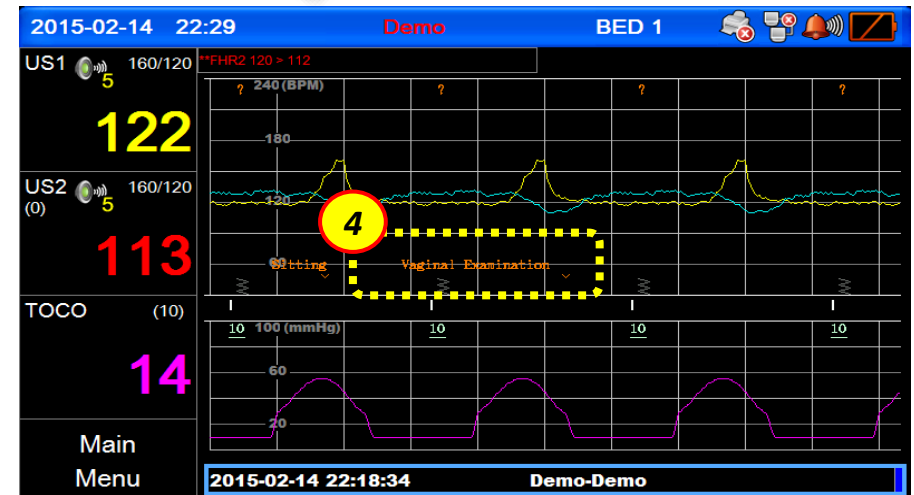 2015-02-14 22:29 Demo BED 1
US1 5 160/120
122
US2 5 160/120
(0)
113
TOCO (10)
14
Main
Menu
**FHR2 120 > 112
? 240 (BPM) ? ? ?
180
120
4
60
Sitting Vaginal Examination
10 100 (mmHg) 10 10 10
60
20
2015-02-14 22:18:34 Demo-Demo